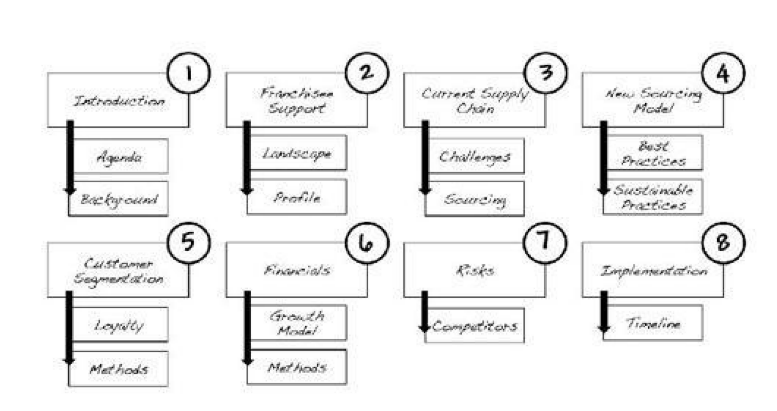 1
Introduction
Agenda
Background
2
Franchisee
Support
Landscape
Profile
3
Current Supply
Chain
Challenges
Sourcing
4
New Sourcing
Model
Best
Practices
Sustainable
Practices
5
Customer
Segmentation
Loyalty
Methods
6
Financials
Growth
Model
Methods
7
Risks
Competitors
8
Implementation
Timeline